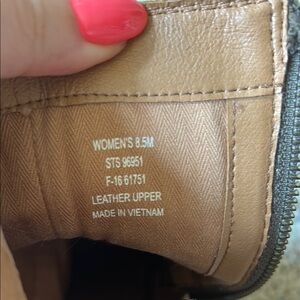 WOMEN'S 8.5M
STS 96951
F-16 61751
LEATHER UPPER
MADE IN VIETNAM